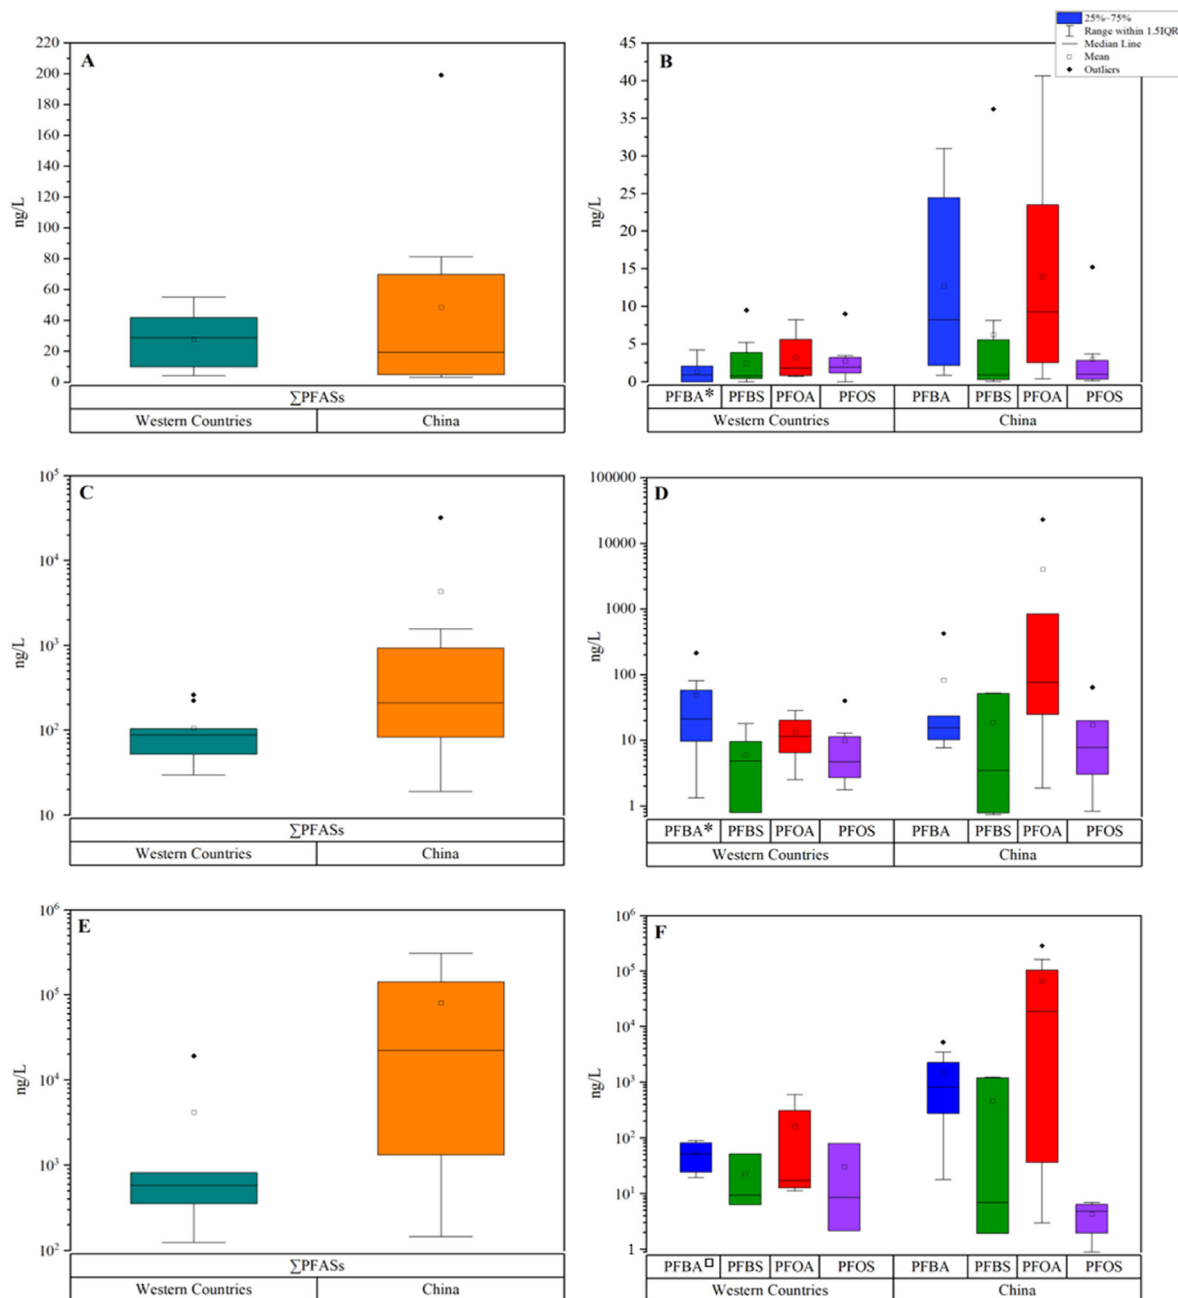 25%~75%
Range within 1.5IQR
Median Line
Mean
Outliers
A
220
200
180
160
140
120
100
80
60
40
20
0
ng/L
∑PFASs
Western Countries China
B
45
40
35
30
25
20
15
10
5
0
ng/L
PFBA* PFBS PFOA PFOS PFBA PFBS PFOA PFOS
Western Countries China
C
10⁵
10⁴
10³
10²
10
ng/L
∑PFASs
Western Countries China
D
100000
10000
1000
100
10
1
ng/L
PFBA* PFBS PFOA PFOS PFBA PFBS PFOA PFOS
Western Countries China
E
10⁶
10⁵
10⁴
10³
10²
ng/L
∑PFASs
Western Countries China
F
10⁶
10⁵
10⁴
10³
10²
10¹
1
ng/L
PFBA□ PFBS PFOA PFOS PFBA PFBS PFOA PFOS
Western Countries China